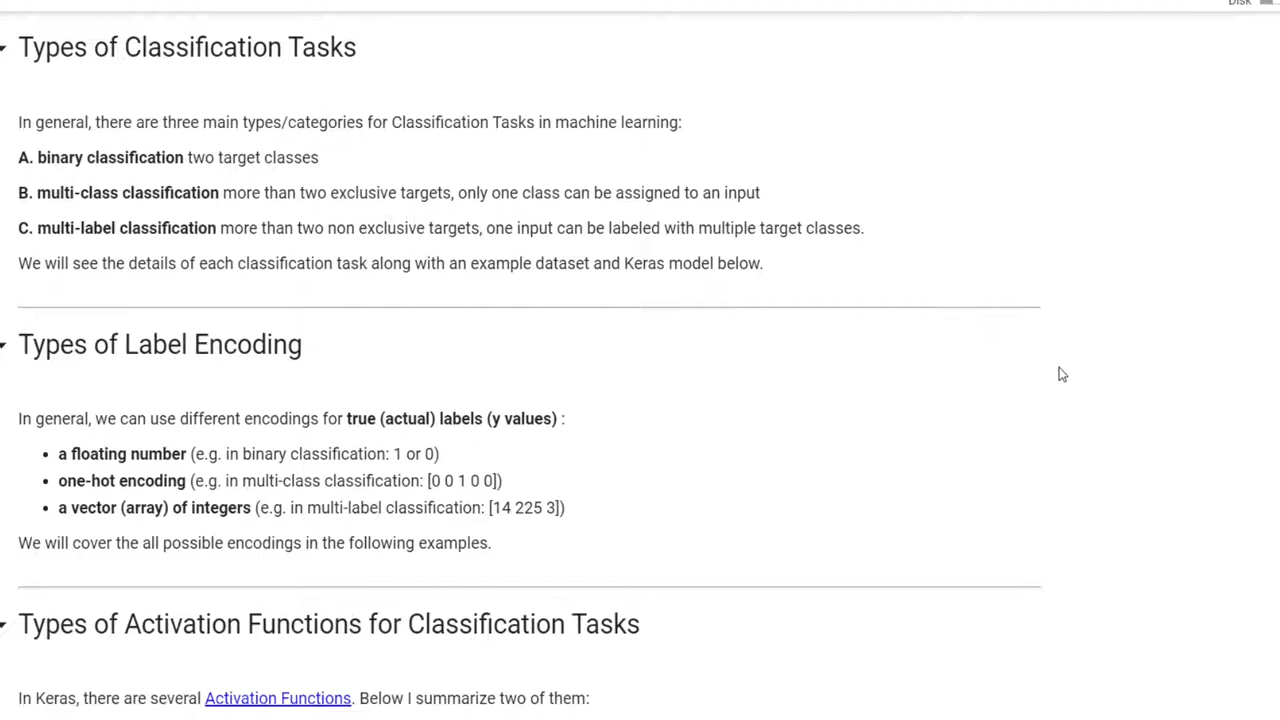 Disk
Types of Classification Tasks
In general, there are three main types/categories for Classification Tasks in machine learning:
A. binary classification two target classes
B. multi-class classification more than two exclusive targets, only one class can be assigned to an input
C. multi-label classification more than two non exclusive targets, one input can be labeled with multiple target classes.
We will see the details of each classification task along with an example dataset and Keras model below.
Types of Label Encoding
In general, we can use different encodings for true (actual) labels (y values) :
• a floating number (e.g. in binary classification: 1 or 0)
• one-hot encoding (e.g. in multi-class classification: [0 0 1 0 0])
• a vector (array) of integers (e.g. in multi-label classification: [14 225 3])
We will cover the all possible encodings in the following examples.
Types of Activation Functions for Classification Tasks
In Keras, there are several Activation Functions. Below I summarize two of them: